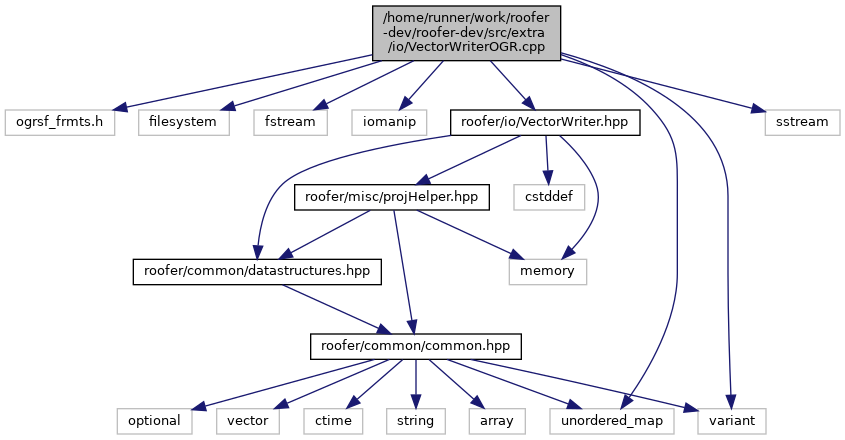 /home/runner/work/roofer
-dev/roofer-dev/src/extra
/io/VectorWriterOGR.cpp
ogrsf_frmts.h
filesystem
fstream
iomanip
roofer/io/VectorWriter.hpp
sstream
roofer/misc/projHelper.hpp
cstddef
roofer/common/datastructures.hpp
memory
roofer/common/common.hpp
optional
vector
ctime
string
array
unordered_map
variant